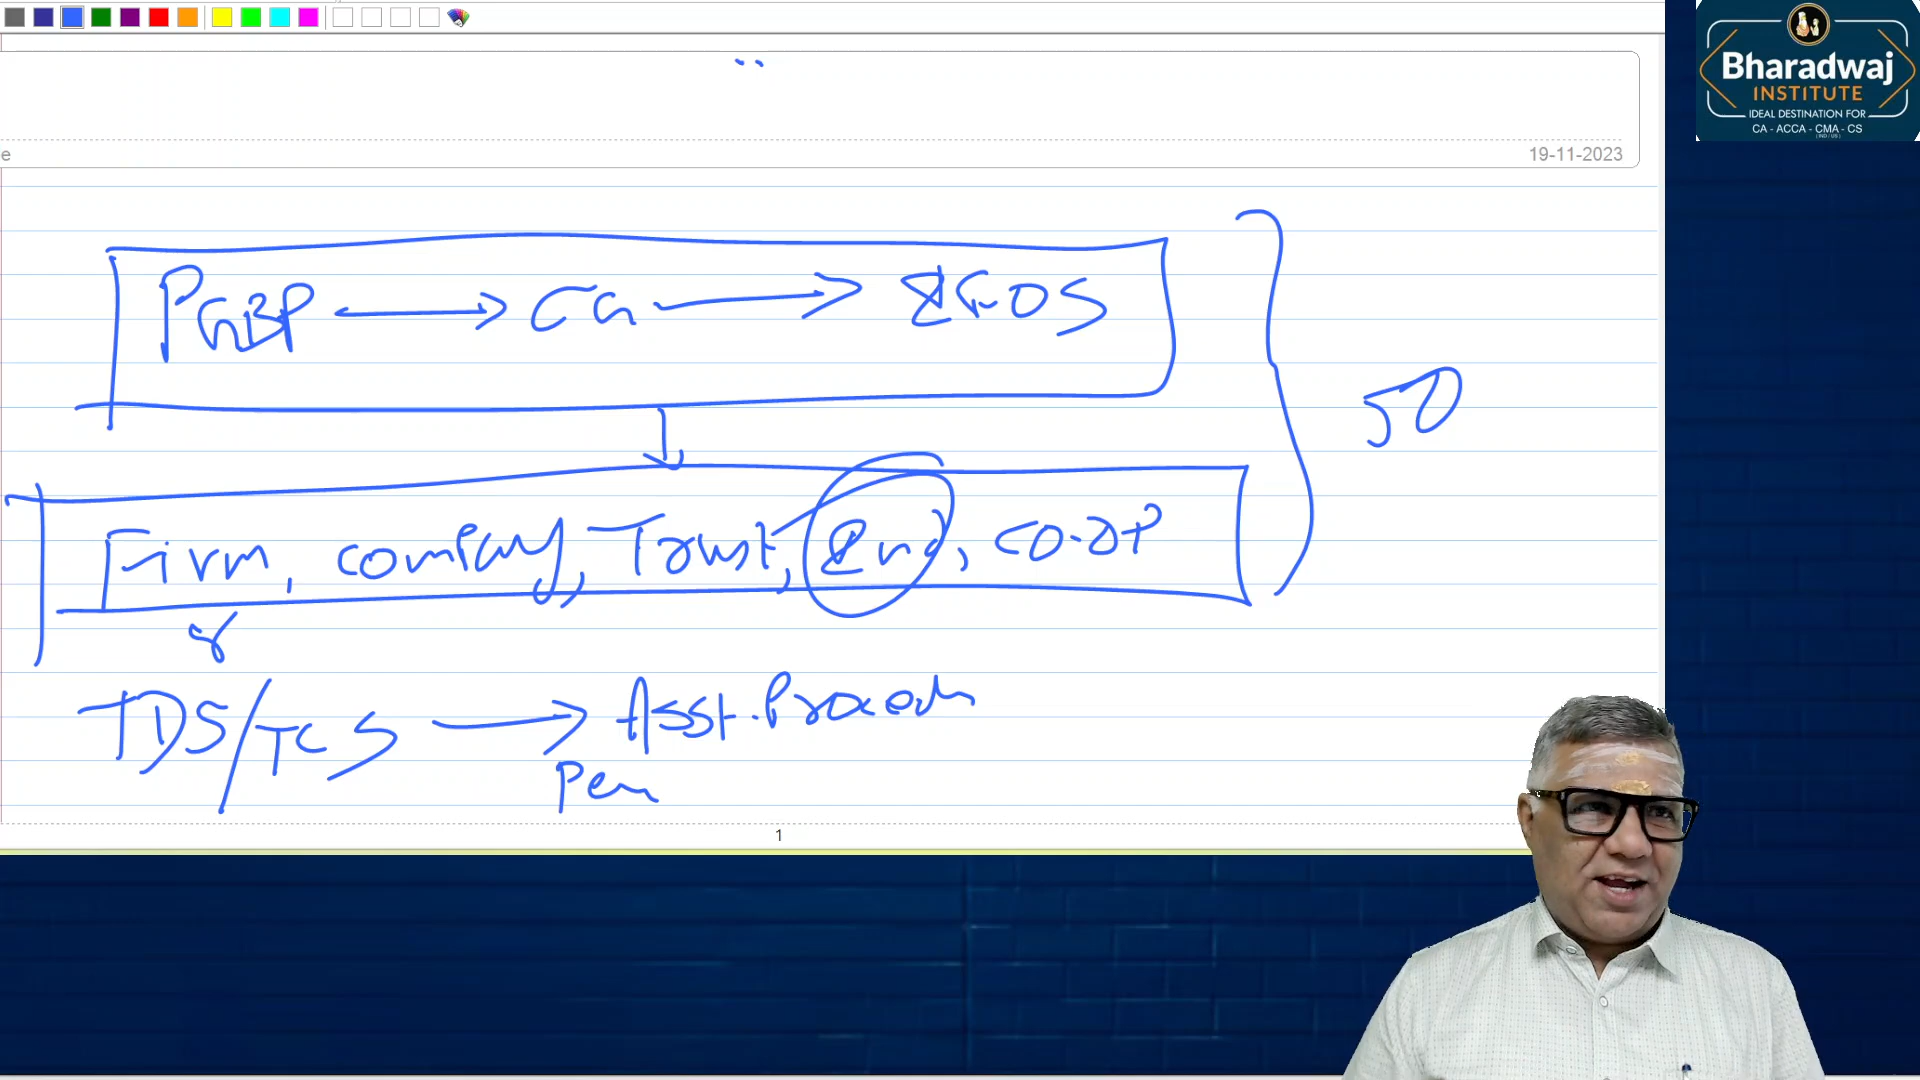 Bharadwaj
INSTITUTE
IDEAL DESTINATION FOR
CA - ACCA - CMA - CS
e
19-11-2023
PGBP → CG → IFOS
50
Firm, company, Trust, Ind, CO-OP
TDS/TCS → Asst. Proceedn
Pen
1